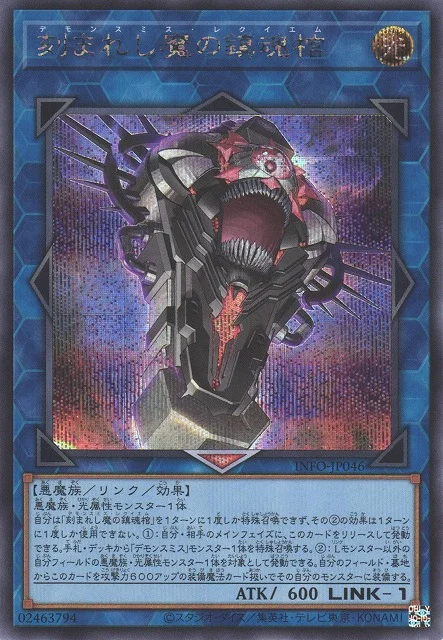 デモンスミス・レクイエム
刻まれし魔の鎮魂棺
光
INFO-JP046
【悪魔族／リンク／効果】
悪魔族・光属性モンスター1体
自分は「刻まれし魔の鎮魂棺」を1ターンに1度しか特殊召喚できず、その②の効果は1ターン
に1度しか使用できない。①：自分・相手のメインフェイズに、このカードをリリースして発動
できる。手札・デッキから「デモンスミス」モンスター1体を特殊召喚する。②：Lモンスター以外の
自分フィールドの悪魔族・光属性モンスター1体を対象として発動できる。自分のフィールド・墓地
からこのカードを攻撃力600アップの装備魔法カード扱いでその自分のモンスターに装備する。
ATK/ 600 LINK-1
02463794 ©スタジオ・ダイス／集英社・テレビ東京・KONAMI